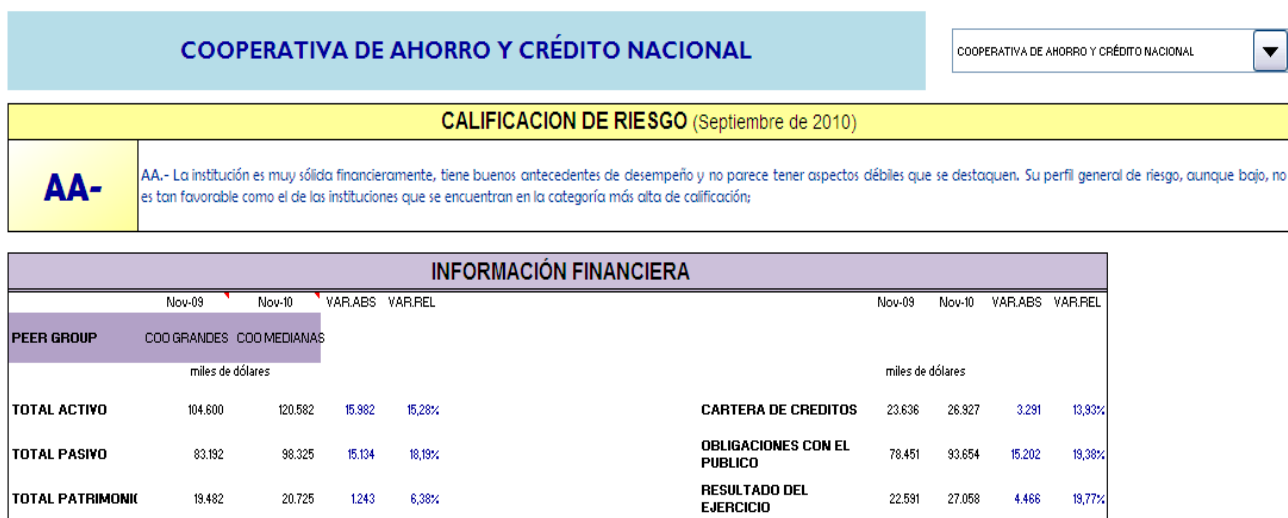 COOPERATIVA DE AHORRO Y CRÉDITO NACIONAL
COOPERATIVA DE AHORRO Y CRÉDITO NACIONAL
CALIFICACION DE RIESGO (Septiembre de 2010)
AA-
AA.- La institución es muy sólida financieramente, tiene buenos antecedentes de desempeño y no parece tener aspectos débiles que se destaquen. Su perfil general de riesgo, aunque bajo, no
es tan favorable como el de las instituciones que se encuentran en la categoría más alta de calificación;
INFORMACIÓN FINANCIERA
Nov-09 Nov-10 VAR.ABS VAR.REL Nov-09 Nov-10 VAR.ABS VAR.REL
PEER GROUP COO GRANDES COO MEDIANAS
miles de dólares miles de dólares
TOTAL ACTIVO 104.600 120.582 15.982 15,28% CARTERA DE CREDITOS 23.636 26.927 3.291 13,93%
TOTAL PASIVO 83.192 98.325 15.134 18,19% OBLIGACIONES CON EL PUBLICO 78.451 93.654 15.202 19,38%
TOTAL PATRIMONI 19.482 20.725 1.243 6,38% RESULTADO DEL EJERCICIO 22.591 27.058 4.466 19,77%